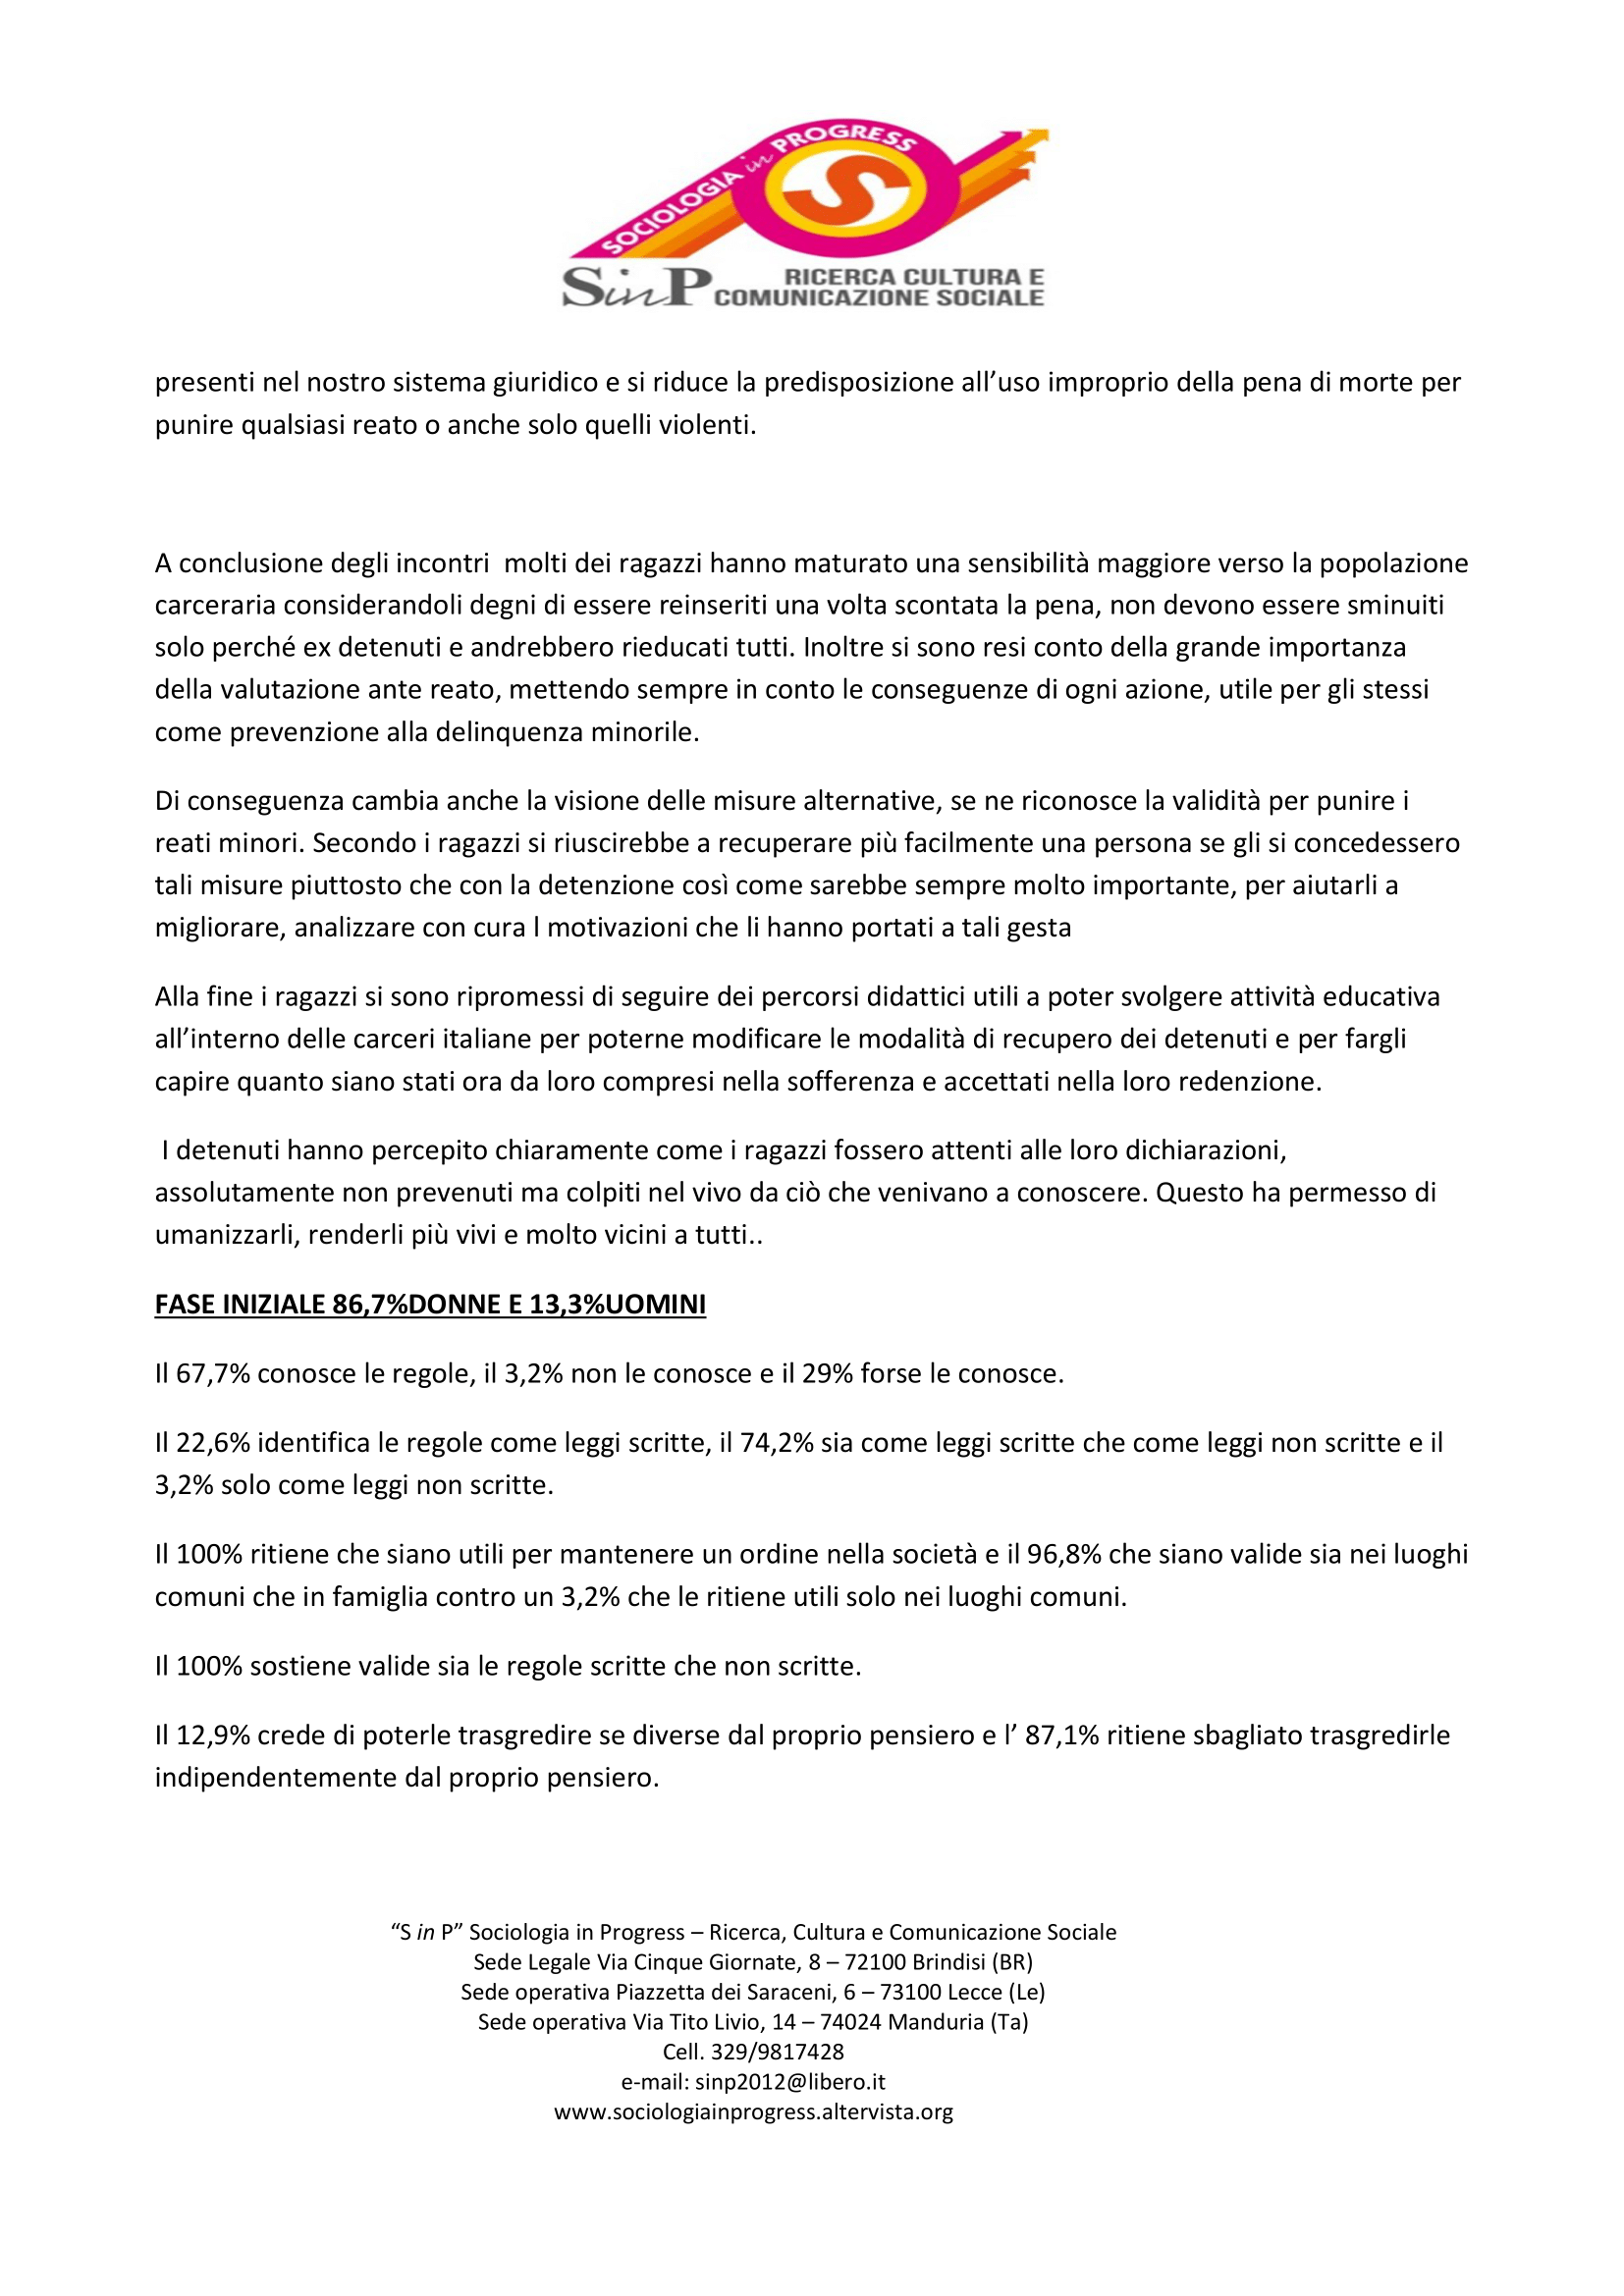 SOCIOLOGIA in PROGRESS
S in P RICERCA CULTURA E
COMUNICAZIONE SOCIALE
presenti nel nostro sistema giuridico e si riduce la predisposizione all’uso improprio della pena di morte per
punire qualsiasi reato o anche solo quelli violenti.
A conclusione degli incontri  molti dei ragazzi hanno maturato una sensibilità maggiore verso la popolazione
carceraria considerandoli degni di essere reinseriti una volta scontata la pena, non devono essere sminuiti
solo perché ex detenuti e andrebbero rieducati tutti. Inoltre si sono resi conto della grande importanza
della valutazione ante reato, mettendo sempre in conto le conseguenze di ogni azione, utile per gli stessi
come prevenzione alla delinquenza minorile.
Di conseguenza cambia anche la visione delle misure alternative, se ne riconosce la validità per punire i
reati minori. Secondo i ragazzi si riuscirebbe a recuperare più facilmente una persona se gli si concedessero
tali misure piuttosto che con la detenzione così come sarebbe sempre molto importante, per aiutarli a
migliorare, analizzare con cura l motivazioni che li hanno portati a tali gesta
Alla fine i ragazzi si sono ripromessi di seguire dei percorsi didattici utili a poter svolgere attività educativa
all’interno delle carceri italiane per poterne modificare le modalità di recupero dei detenuti e per fargli
capire quanto siano stati ora da loro compresi nella sofferenza e accettati nella loro redenzione.
I detenuti hanno percepito chiaramente come i ragazzi fossero attenti alle loro dichiarazioni,
assolutamente non prevenuti ma colpiti nel vivo da ciò che venivano a conoscere. Questo ha permesso di
umanizzarli, renderli più vivi e molto vicini a tutti..
FASE INIZIALE 86,7%DONNE E 13,3%UOMINI
Il 67,7% conosce le regole, il 3,2% non le conosce e il 29% forse le conosce.
Il 22,6% identifica le regole come leggi scritte, il 74,2% sia come leggi scritte che come leggi non scritte e il
3,2% solo come leggi non scritte.
Il 100% ritiene che siano utili per mantenere un ordine nella società e il 96,8% che siano valide sia nei luoghi
comuni che in famiglia contro un 3,2% che le ritiene utili solo nei luoghi comuni.
Il 100% sostiene valide sia le regole scritte che non scritte.
Il 12,9% crede di poterle trasgredire se diverse dal proprio pensiero e l’ 87,1% ritiene sbagliato trasgredirle
indipendentemente dal proprio pensiero.
“S in P” Sociologia in Progress – Ricerca, Cultura e Comunicazione Sociale
Sede Legale Via Cinque Giornate, 8 – 72100 Brindisi (BR)
Sede operativa Piazzetta dei Saraceni, 6 – 73100 Lecce (Le)
Sede operativa Via Tito Livio, 14 – 74024 Manduria (Ta)
Cell. 329/9817428
e-mail: sinp2012@libero.it
www.sociologiainprogress.altervista.org